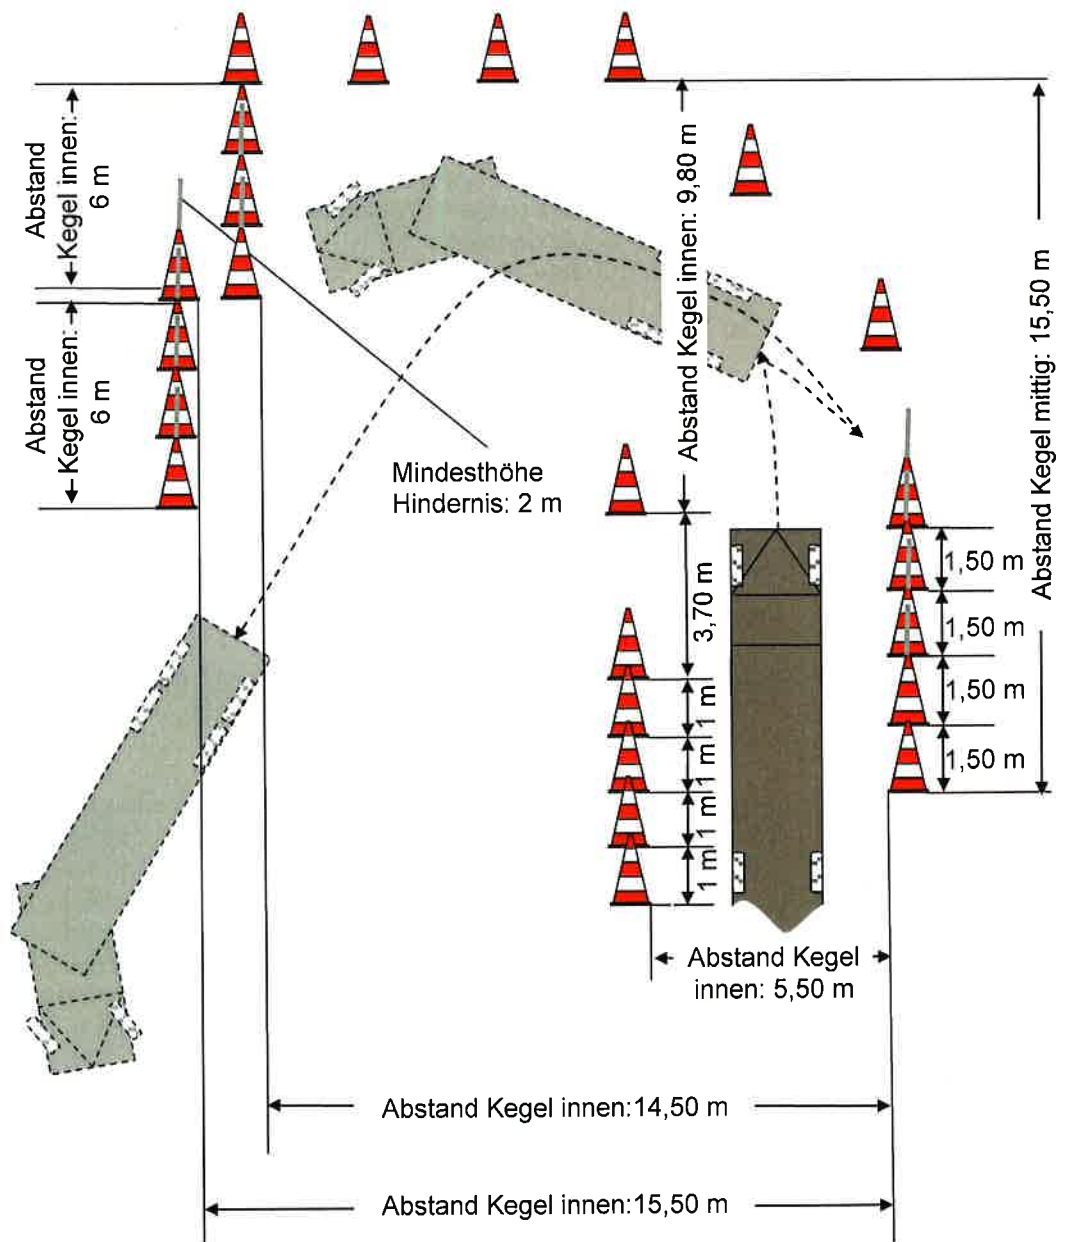 Abstand
Kegel innen:
6 m
Abstand
Kegel innen:
6 m
Abstand Kegel innen: 9,80 m
Abstand Kegel mittig: 15,50 m
Mindesthöhe
Hindernis: 2 m
3,70 m
1 m
1 m
1 m
1 m
1,50 m
1,50 m
1,50 m
1,50 m
Abstand Kegel
innen: 5,50 m
Abstand Kegel innen:14,50 m
Abstand Kegel innen:15,50 m